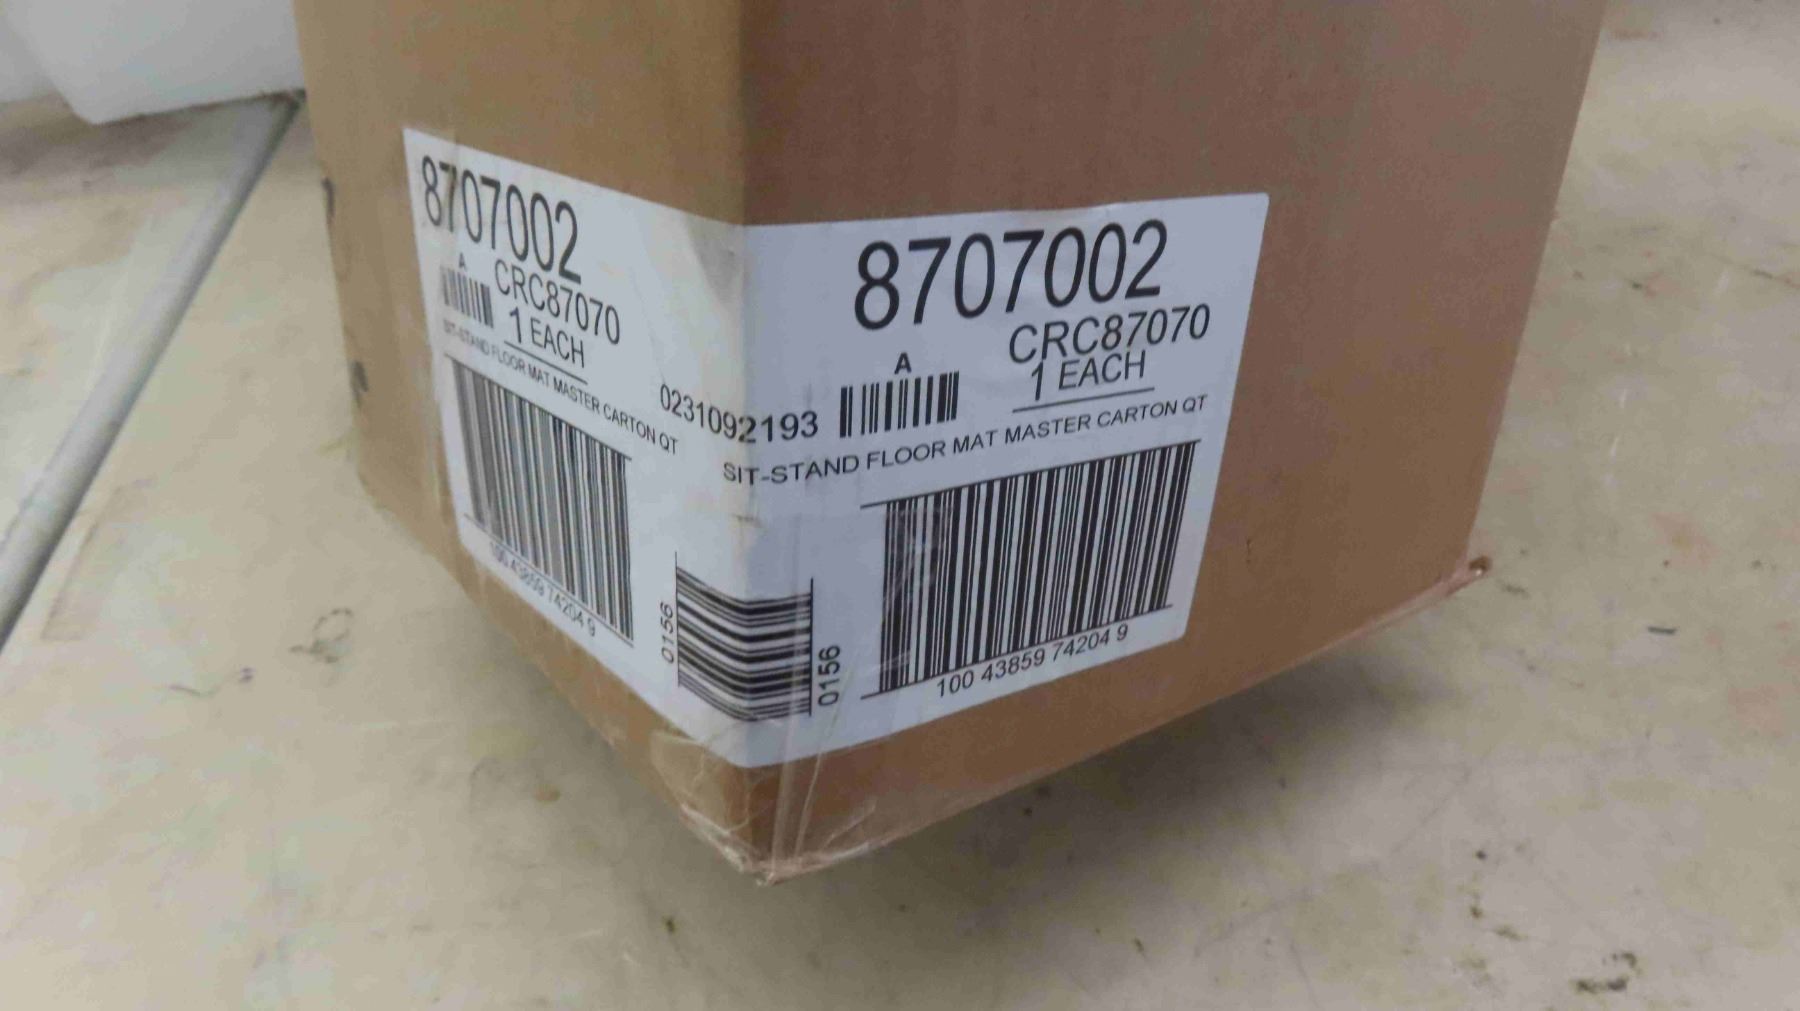 8707002
A
CRC87070
1 EACH
SIT-STAND FLOOR MAT MASTER CARTON QT
100 43859 74204 9
0231092193
0156
0156
8707002
A
CRC87070
1 EACH
SIT-STAND FLOOR MAT MASTER CARTON QT
100 43859 74204 9